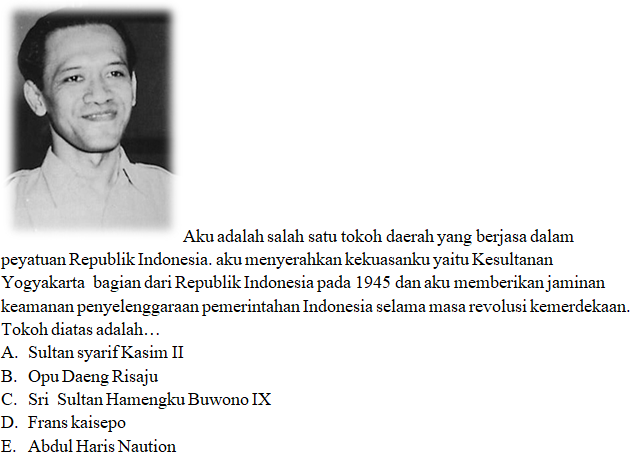 Aku adalah salah satu tokoh daerah yang berjasa dalam
peyatuan Republik Indonesia. aku menyerahkan kekuasanku yaitu Kesultanan
Yogyakarta bagian dari Republik Indonesia pada 1945 dan aku memberikan jaminan
keamanan penyelenggaraan pemerintahan Indonesia selama masa revolusi kemerdekaan.
Tokoh diatas adalah…
A. Sultan syarif Kasim II
B. Opu Daeng Risaju
C. Sri Sultan Hamengku Buwono IX
D. Frans kaisepo
E. Abdul Haris Naution